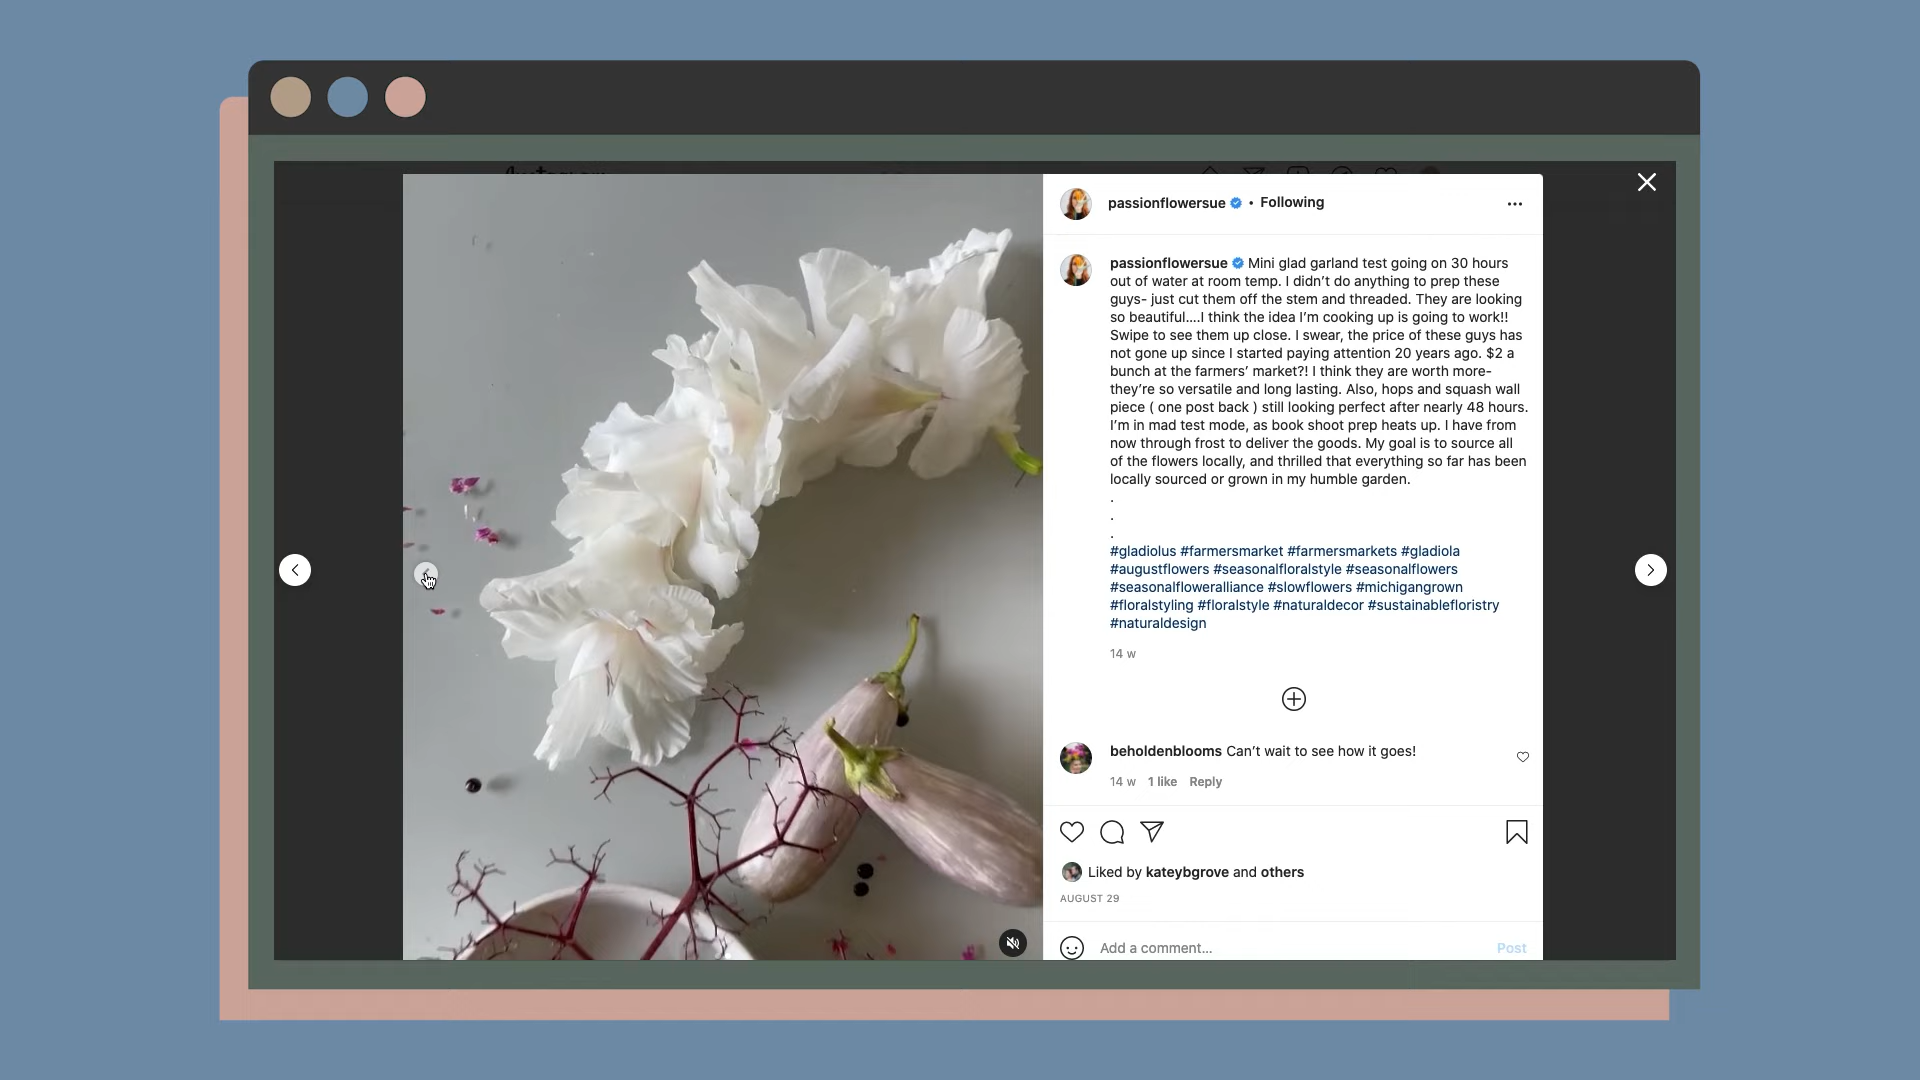 passionflowersue • Following
passionflowersue Mini glad garland test going on 30 hours
out of water at room temp. I didn’t do anything to prep these
guys- just cut them off the stem and threaded. They are looking
so beautiful....I think the idea I’m cooking up is going to work!!
Swipe to see them up close. I swear, the price of these guys has
not gone up since I started paying attention 20 years ago. $2 a
bunch at the farmers’ market?! I think they are worth more-
they’re so versatile and long lasting. Also, hops and squash wall
piece ( one post back ) still looking perfect after nearly 48 hours.
I’m in mad test mode, as book shoot prep heats up. I have from
now through frost to deliver the goods. My goal is to source all
of the flowers locally, and thrilled that everything so far has been
locally sourced or grown in my humble garden.
.
.
.
#gladiolus #farmersmarket #farmersmarkets #gladiola
#augustflowers #seasonalfloralstyle #seasonalflowers
#seasonalfloweralliance #slowflowers #michigangrown
#floralstyling #floralstyle #naturaldecor #sustainablefloristry
#naturaldesign
14 w
beholdenblooms Can’t wait to see how it goes!
14 w 1 like Reply
Liked by kateybgrove and others
AUGUST 29
Add a comment... Post